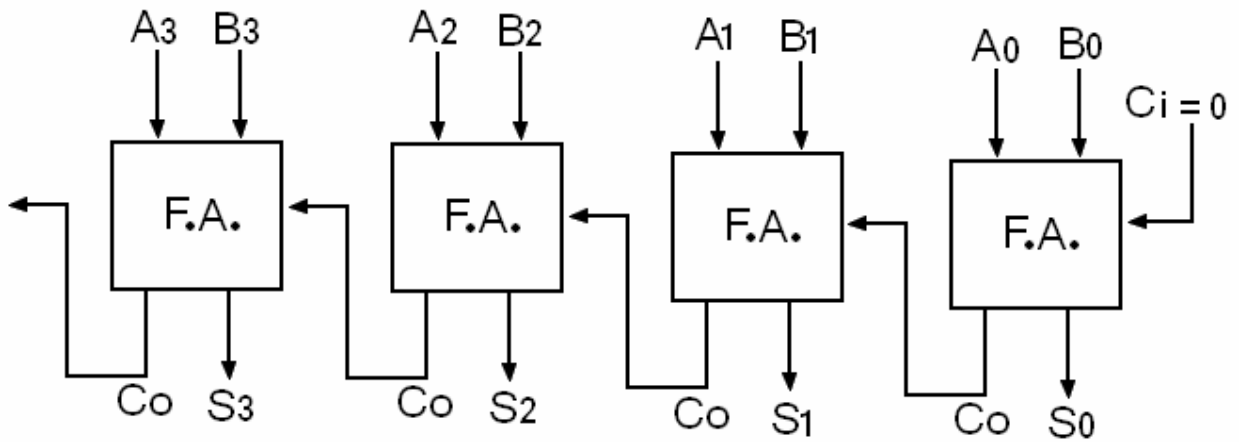 A3 B3 A2 B2 A1 B1 A0 B0
Ci = 0
F.A. F.A. F.A. F.A.
Co S3 Co S2 Co S1 Co S0